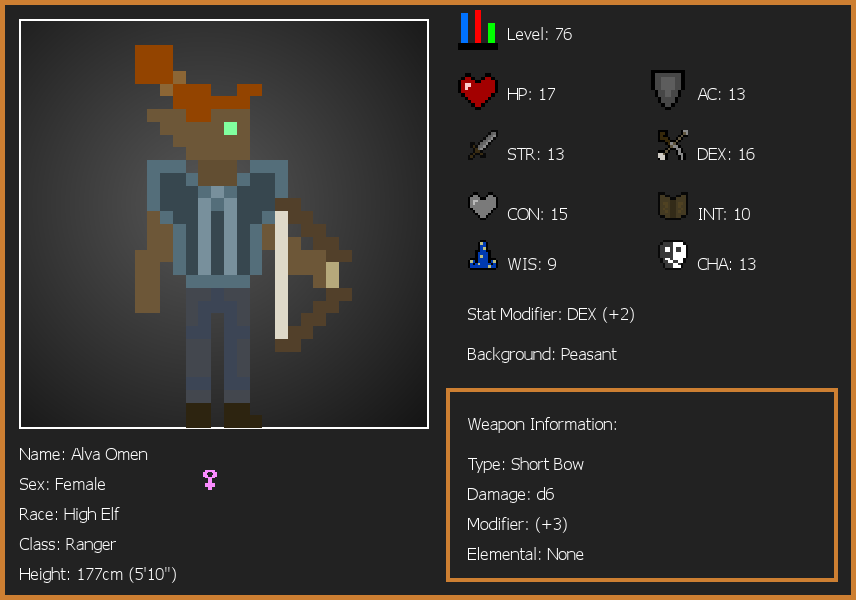 Level: 76
HP: 17
AC: 13
STR: 13
DEX: 16
CON: 15
INT: 10
WIS: 9
CHA: 13
Stat Modifier: DEX (+2)
Background: Peasant
Weapon Information:
Type: Short Bow
Damage: d6
Modifier: (+3)
Elemental: None
Name: Alva Omen
Sex: Female
Race: High Elf
Class: Ranger
Height: 177cm (5'10")